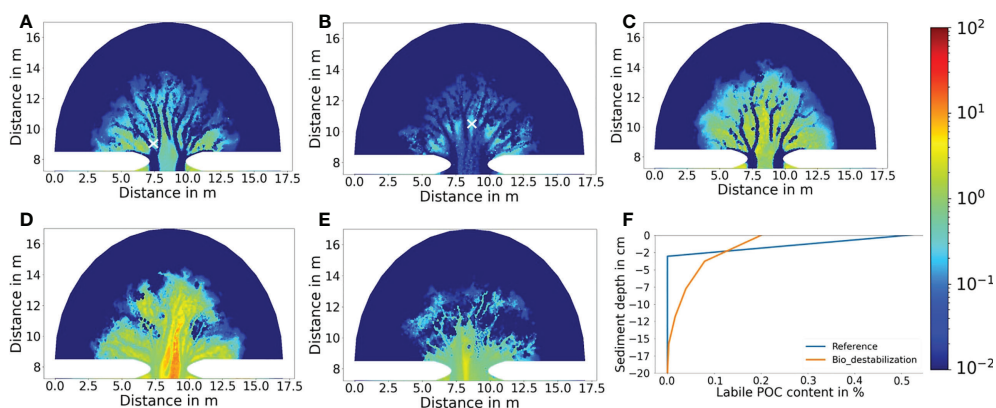 A
Distance in m
16
14
12
10
8
0.0 2.5 5.0 7.5 10.0 12.5 15.0 17.5
Distance in m
B
Distance in m
16
14
12
10
8
0.0 2.5 5.0 7.5 10.0 12.5 15.0 17.5
Distance in m
C
Distance in m
16
14
12
10
8
0.0 2.5 5.0 7.5 10.0 12.5 15.0 17.5
Distance in m
10²
10¹
10⁰
10⁻¹
10⁻²
D
Distance in m
16
14
12
10
8
0.0 2.5 5.0 7.5 10.0 12.5 15.0 17.5
Distance in m
E
Distance in m
16
14
12
10
8
0.0 2.5 5.0 7.5 10.0 12.5 15.0 17.5
Distance in m
F
Sediment depth in cm
0
−2
−5
−8
−10
−12
−15
−17
−20
Reference
Bio_destabilization
0.0 0.1 0.2 0.3 0.4 0.5
Labile POC content in %